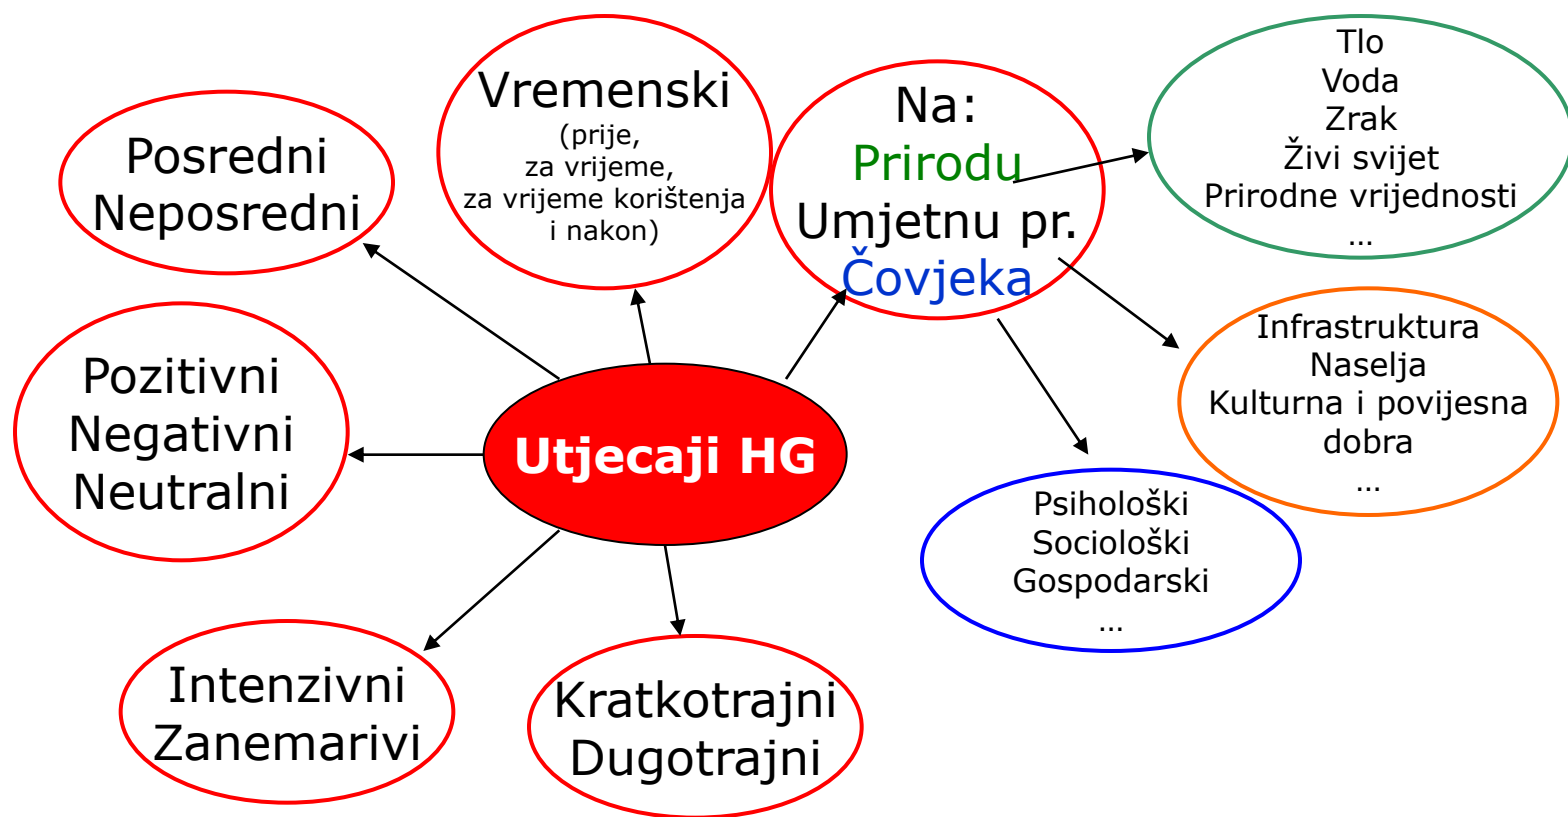 Posredni
Neposredni
Vremenski
(prije,
za vrijeme,
za vrijeme korištenja
i nakon)
Na:
Prirodu
Umjetnu pr.
Čovjeka
Tlo
Voda
Zrak
Živi svijet
Prirodne vrijednosti
...
Pozitivni
Negativni
Neutralni
Utjecaji HG
Infrastruktura
Naselja
Kulturna i povijesna
dobra
...
Psihološki
Sociološki
Gospodarski
...
Intenzivni
Zanemarivi
Kratkotrajni
Dugotrajni